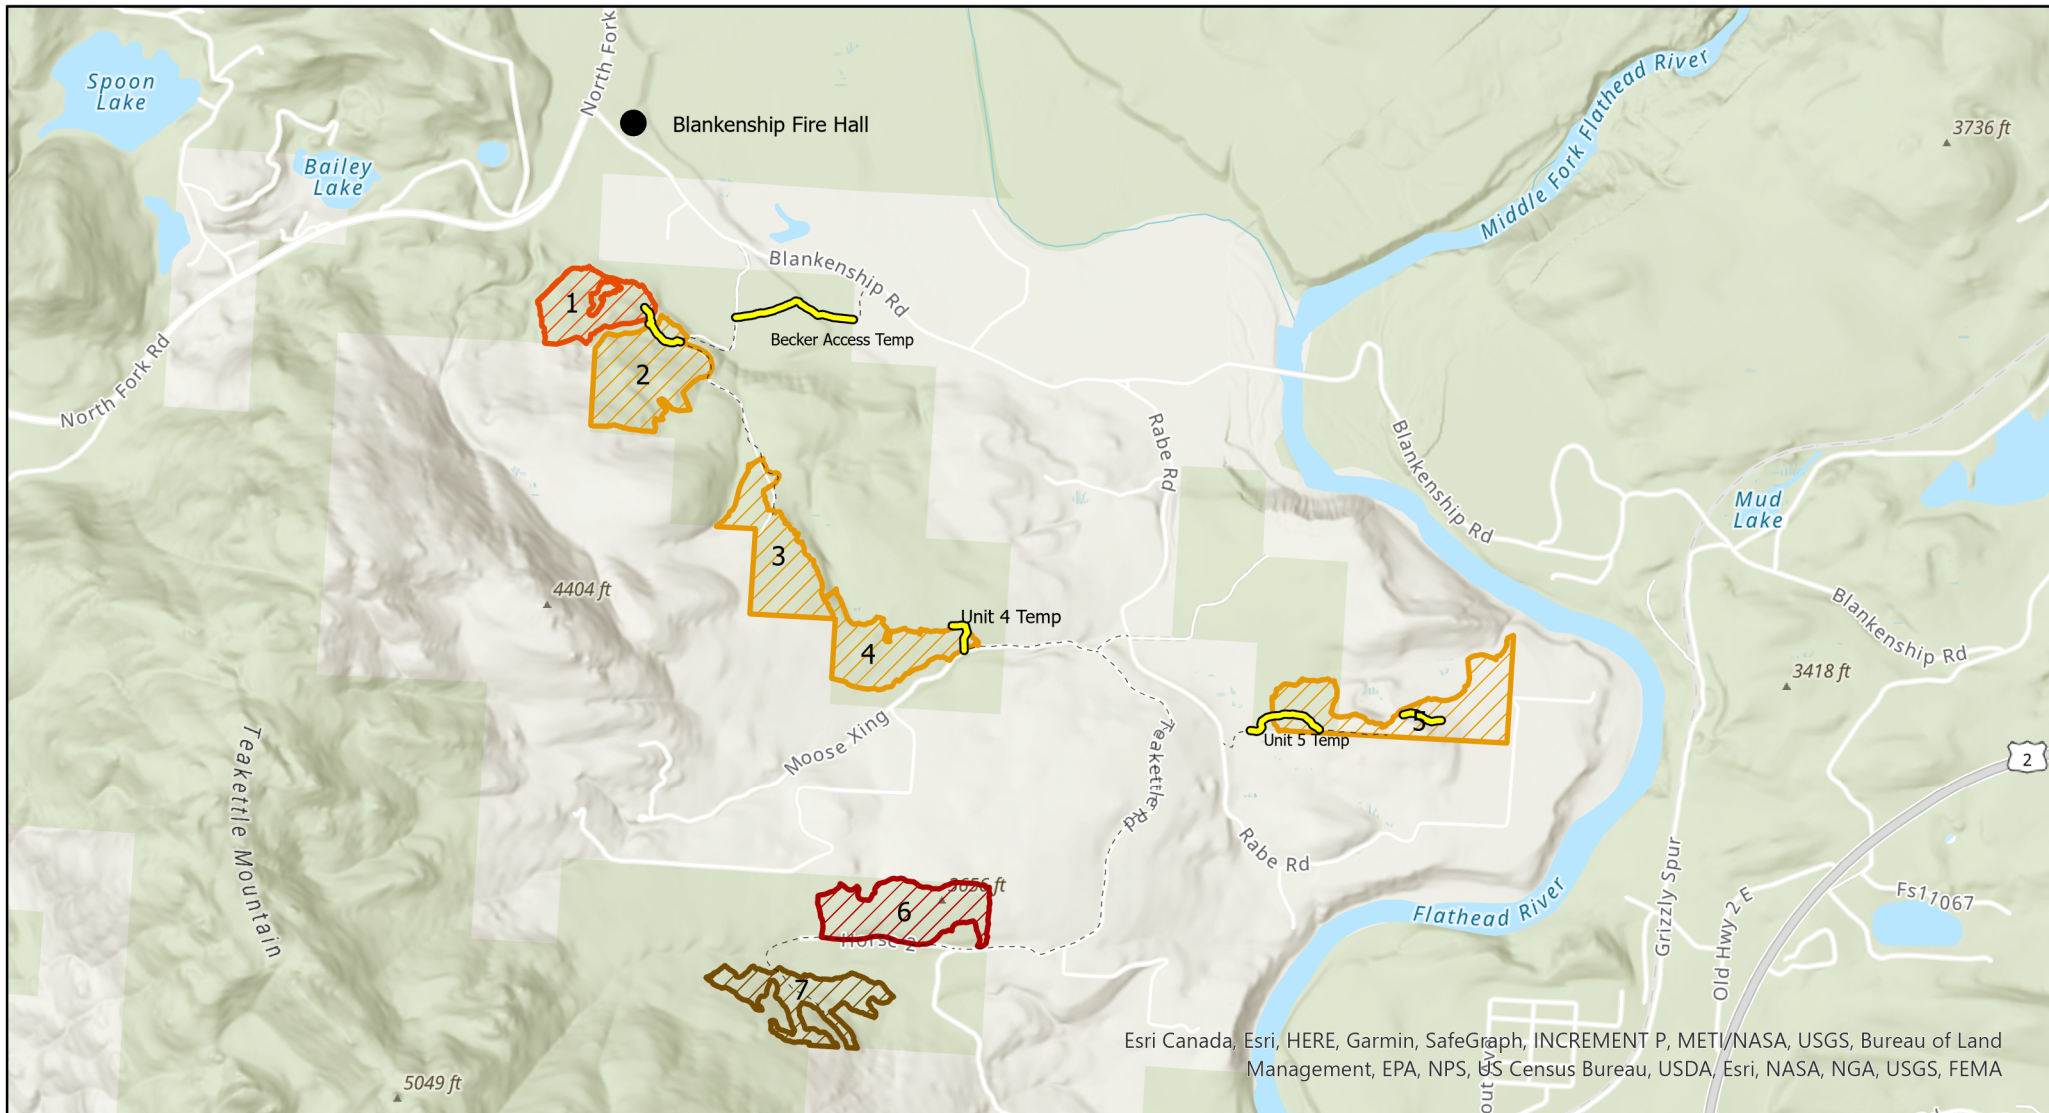 North Fork
Spoon
Lake
Middle Fork Flathead River
Blankenship Fire Hall
3736 ft
Bailey
Lake
Blankenship Rd
1
Becker Access Temp
North Fork Rd
2
Rabe Rd
Blankenship Rd
Mud
Lake
3
4404 ft
Unit 4 Temp
Blankenship Rd
4
3418 ft
5
Unit 5 Temp
Moose Xing
Teakettle Rd
2
Teakettle Mountain
Rabe Rd
3656 ft
6
Horse 2
Flathead River
Grizzly Spur
Old Hwy 2 E
Fs11067
7
5049 ft
Esri Canada, Esri, HERE, Garmin, SafeGraph, INCREMENT P, METI/NASA, USGS, Bureau of Land
Management, EPA, NPS, US Census Bureau, USDA, Esri, NASA, NGA, USGS, FEMA